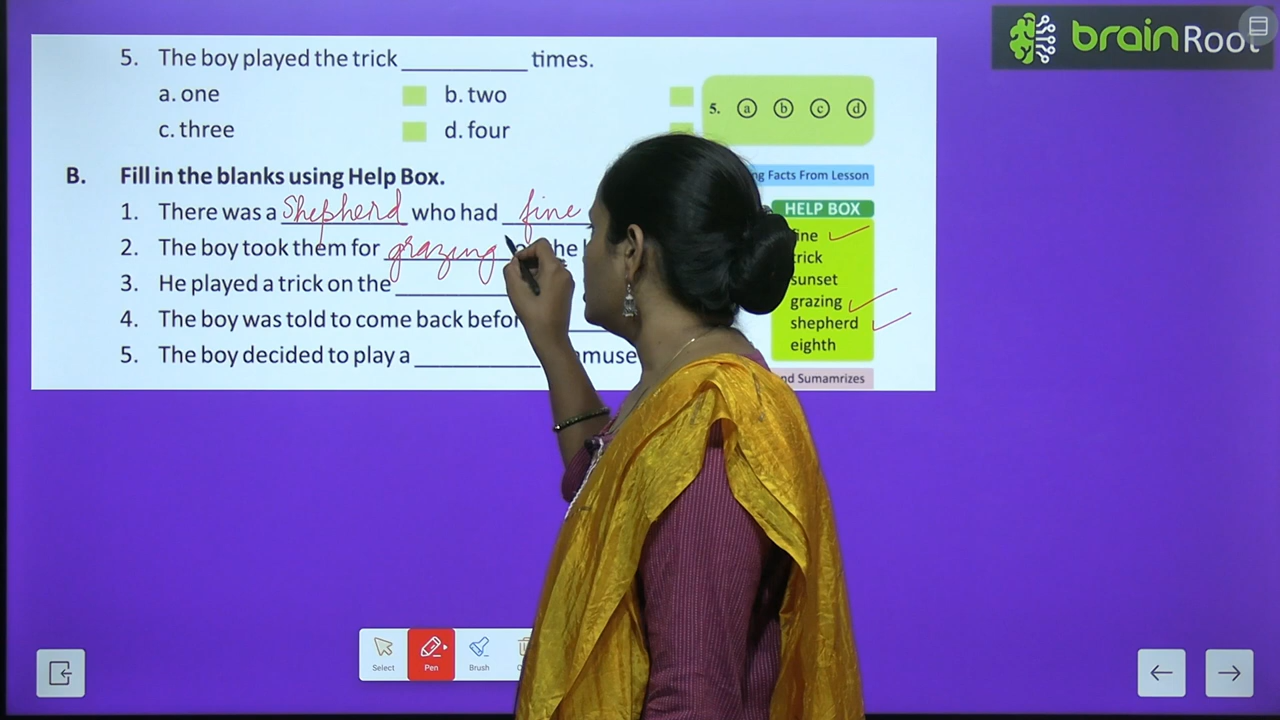 brainRoot
5. The boy played the trick __________ times.
a. one b. two
c. three d. four
5. a b c d
B. Fill in the blanks using Help Box.
Facts From Lesson
1. There was a Shepherd who had fine
2. The boy took them for grazing
3. He played a trick on the __________
4. The boy was told to come back
5. The boy decided to play a __________
HELP BOX
fine
trick
sunset
grazing
shepherd
eighth
Sumamrizes
Select Pen Brush